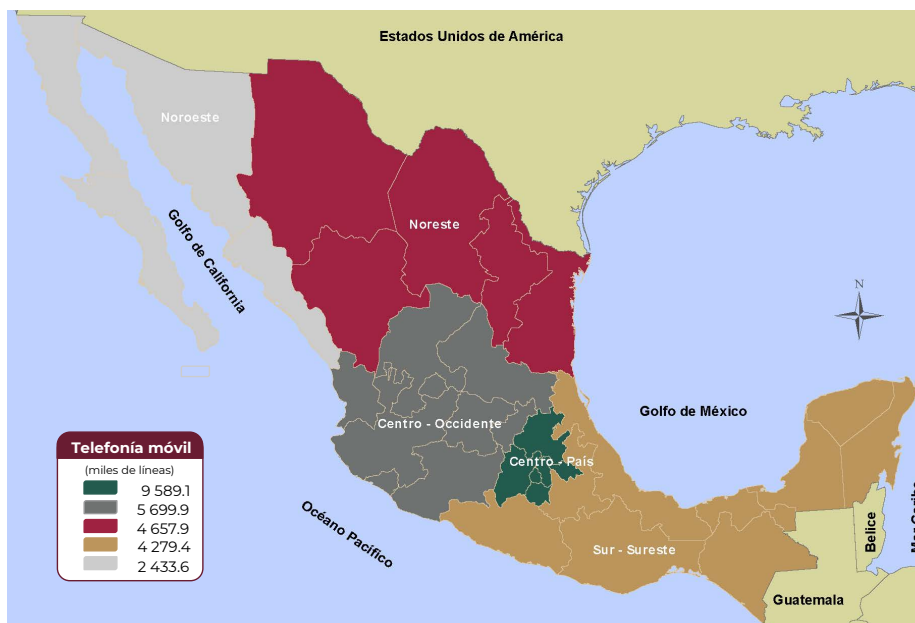 Estados Unidos de América
Noroeste
Golfo de California
Noreste
N
Golfo de México
Centro - Occidente
Centro - País
Telefonía móvil
(miles de líneas)
9 589.1
5 699.9
4 657.9
4 279.4
2 433.6
Océano Pacífico
Sur - Sureste
Belice
Mar Caribe
Guatemala